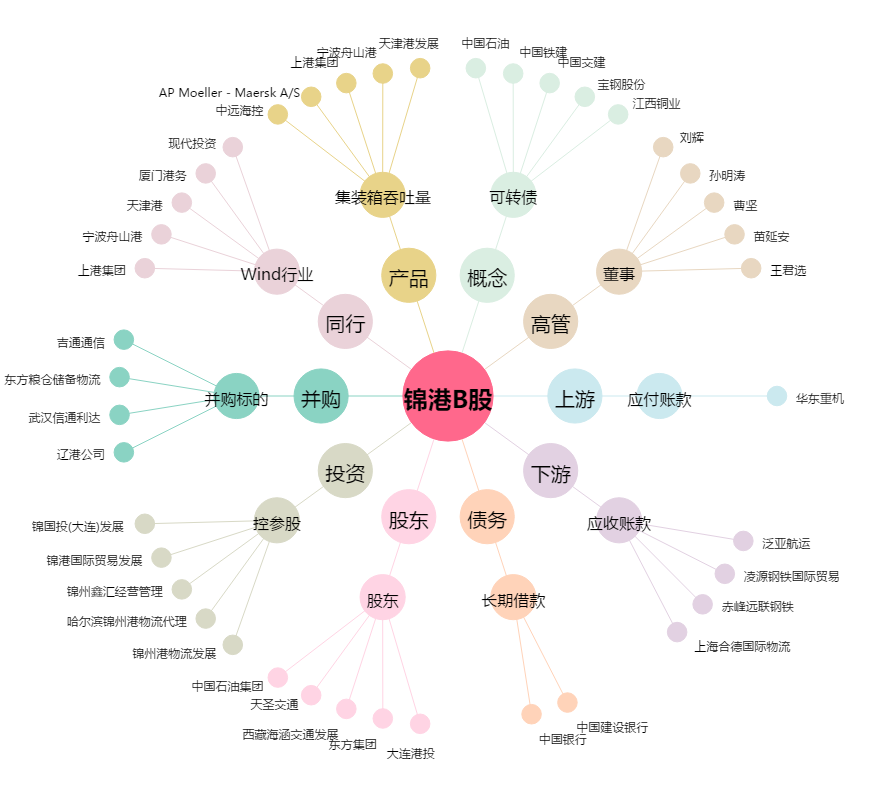 天津港发展
宁波舟山港
上港集团
AP Moeller - Maersk A/S
中远海控
集装箱吞吐量
产品
中国石油
中国铁建
中国交建
宝钢股份
江西铜业
可转债
概念
现代投资
厦门港务
天津港
宁波舟山港
上港集团
Wind行业
同行
刘辉
孙明涛
曹坚
苗延安
王君选
董事
高管
吉通通信
东方粮仓储备物流
武汉信通利达
辽港公司
并购标的
并购
锦港B股
上游
应付账款
华东重机
投资
控参股
锦国投(大连)发展
锦港国际贸易发展
锦州鑫汇经营管理
哈尔滨锦州港物流代理
锦州港物流发展
下游
应收账款
泛亚航运
凌源钢铁国际贸易
赤峰远联钢铁
上海合德国际物流
股东
股东
中国石油集团
天圣交通
西藏海涵交通发展
东方集团
大连港投
债务
长期借款
中国建设银行
中国银行